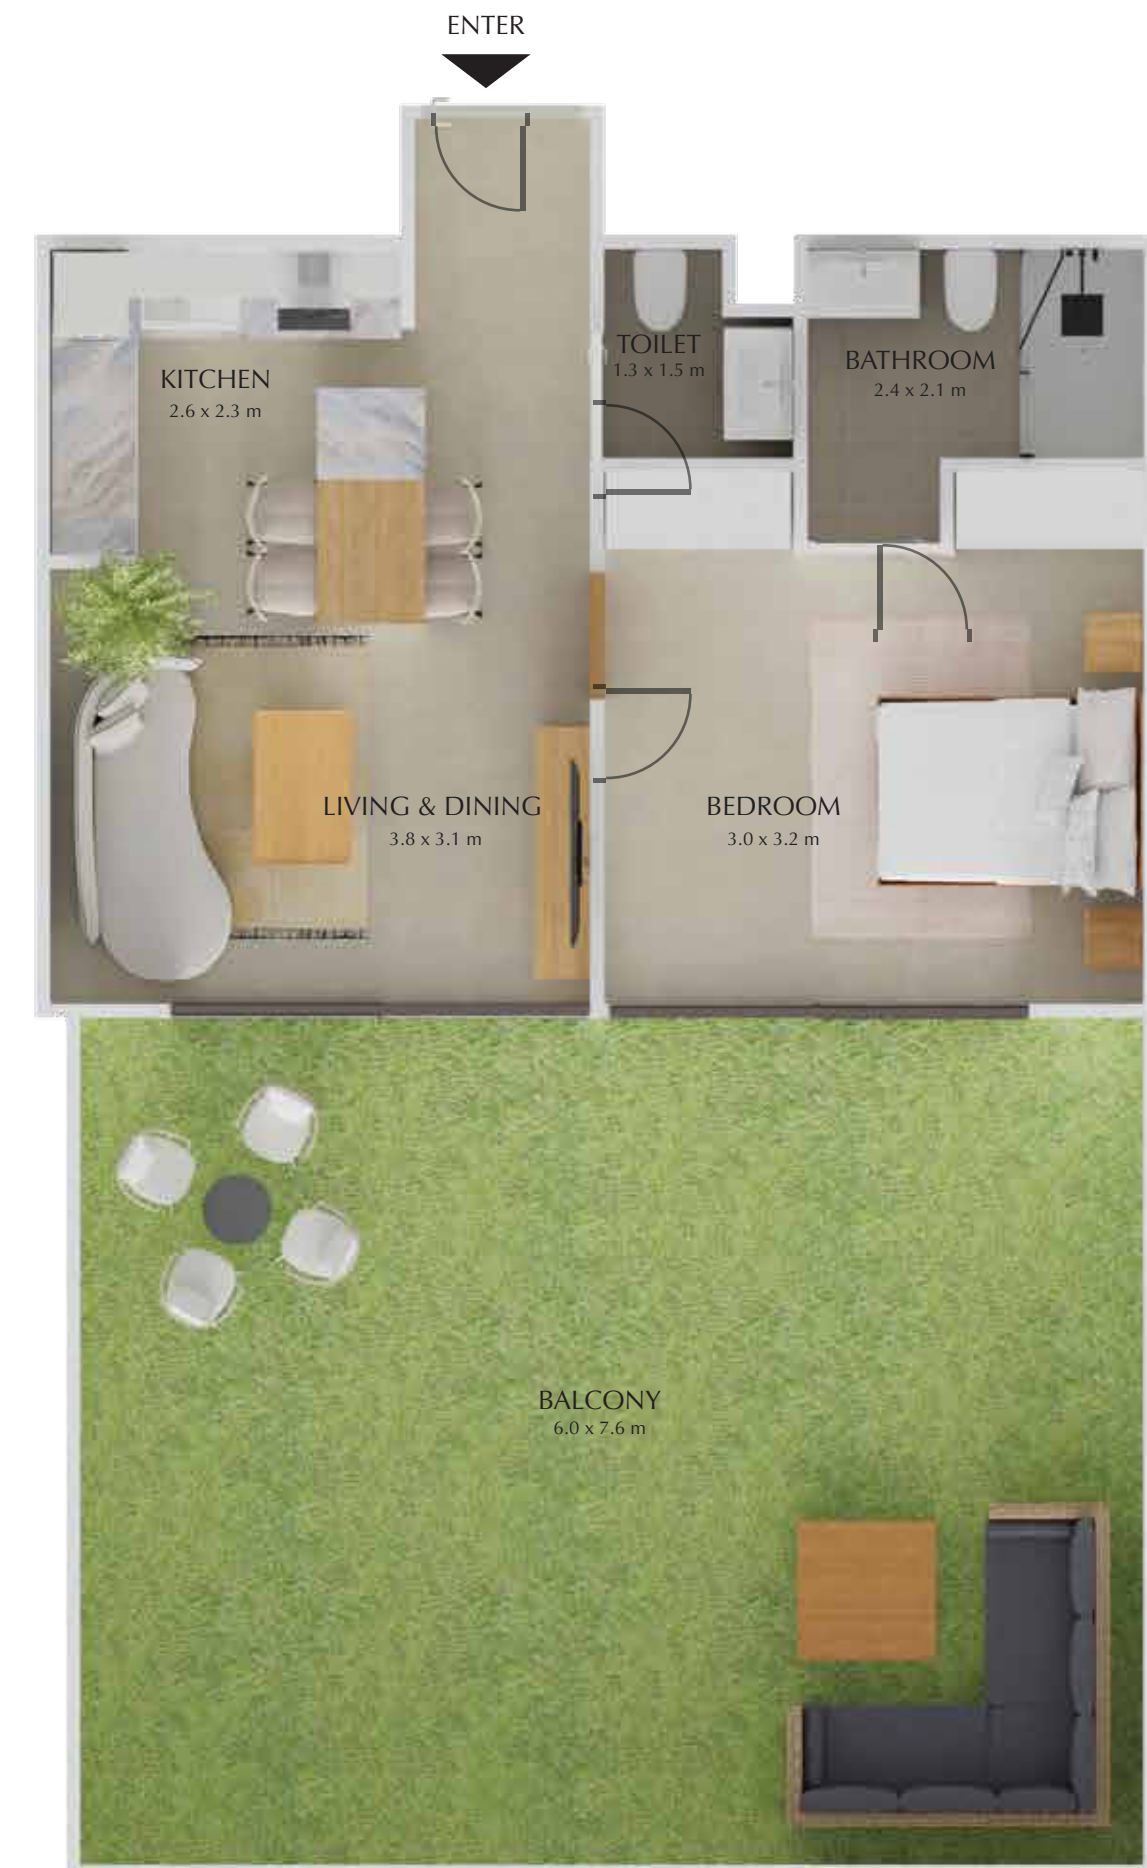 ENTER
KITCHEN
2.6 x 2.3 m
TOILET
1.3 x 1.5 m
BATHROOM
2.4 x 2.1 m
LIVING & DINING
3.8 x 3.1 m
BEDROOM
3.0 x 3.2 m
BALCONY
6.0 x 7.6 m